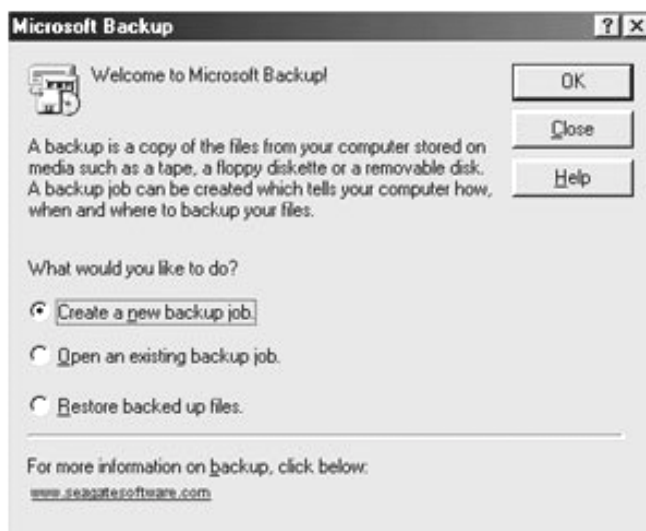 Microsoft Backup
Welcome to Microsoft Backup!
OK
Close
Help
A backup is a copy of the files from your computer stored on
media such as a tape, a floppy diskette or a removable disk.
A backup job can be created which tells your computer how,
when and where to backup your files.
What would you like to do?
Create a new backup job.
Open an existing backup job.
Restore backed up files.
For more information on backup, click below:
www.seagatesoftware.com